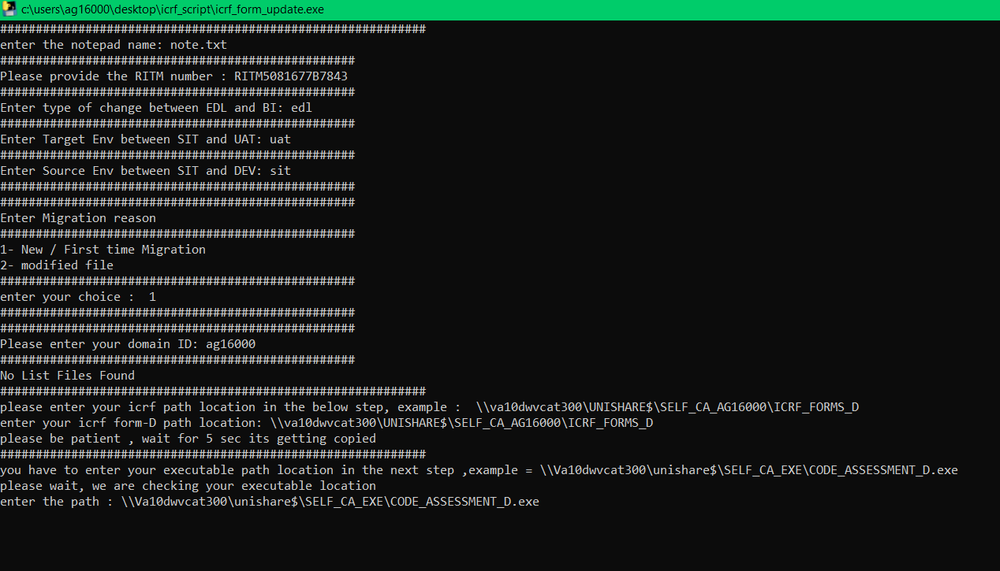 c:\users\ag16000\desktop\icrf_script\icrf_form_update.exe
############################################################
enter the notepad name: note.txt
##################################################
Please provide the RITM number : RITM5081677B7843
##################################################
Enter type of change between EDL and BI: edl
##################################################
Enter Target Env between SIT and UAT: uat
##################################################
Enter Source Env between SIT and DEV: sit
##################################################
##################################################
Enter Migration reason
##################################################
1- New / First time Migration
2- modified file
##################################################
enter your choice :  1
##################################################
##################################################
Please enter your domain ID: ag16000
##################################################
No List Files Found
############################################################
please enter your icrf path location in the below step, example :  \\va10dwvcat300\UNISHARE$\SELF_CA_AG16000\ICRF_FORMS_D
enter your icrf form-D path location: \\va10dwvcat300\UNISHARE$\SELF_CA_AG16000\ICRF_FORMS_D
please be patient , wait for 5 sec its getting copied
############################################################
you have to enter your executable path location in the next step ,example = \\Va10dwvcat300\unishare$\SELF_CA_EXE\CODE_ASSESSMENT_D.exe
please wait, we are checking your executable location
enter the path : \\Va10dwvcat300\unishare$\SELF_CA_EXE\CODE_ASSESSMENT_D.exe